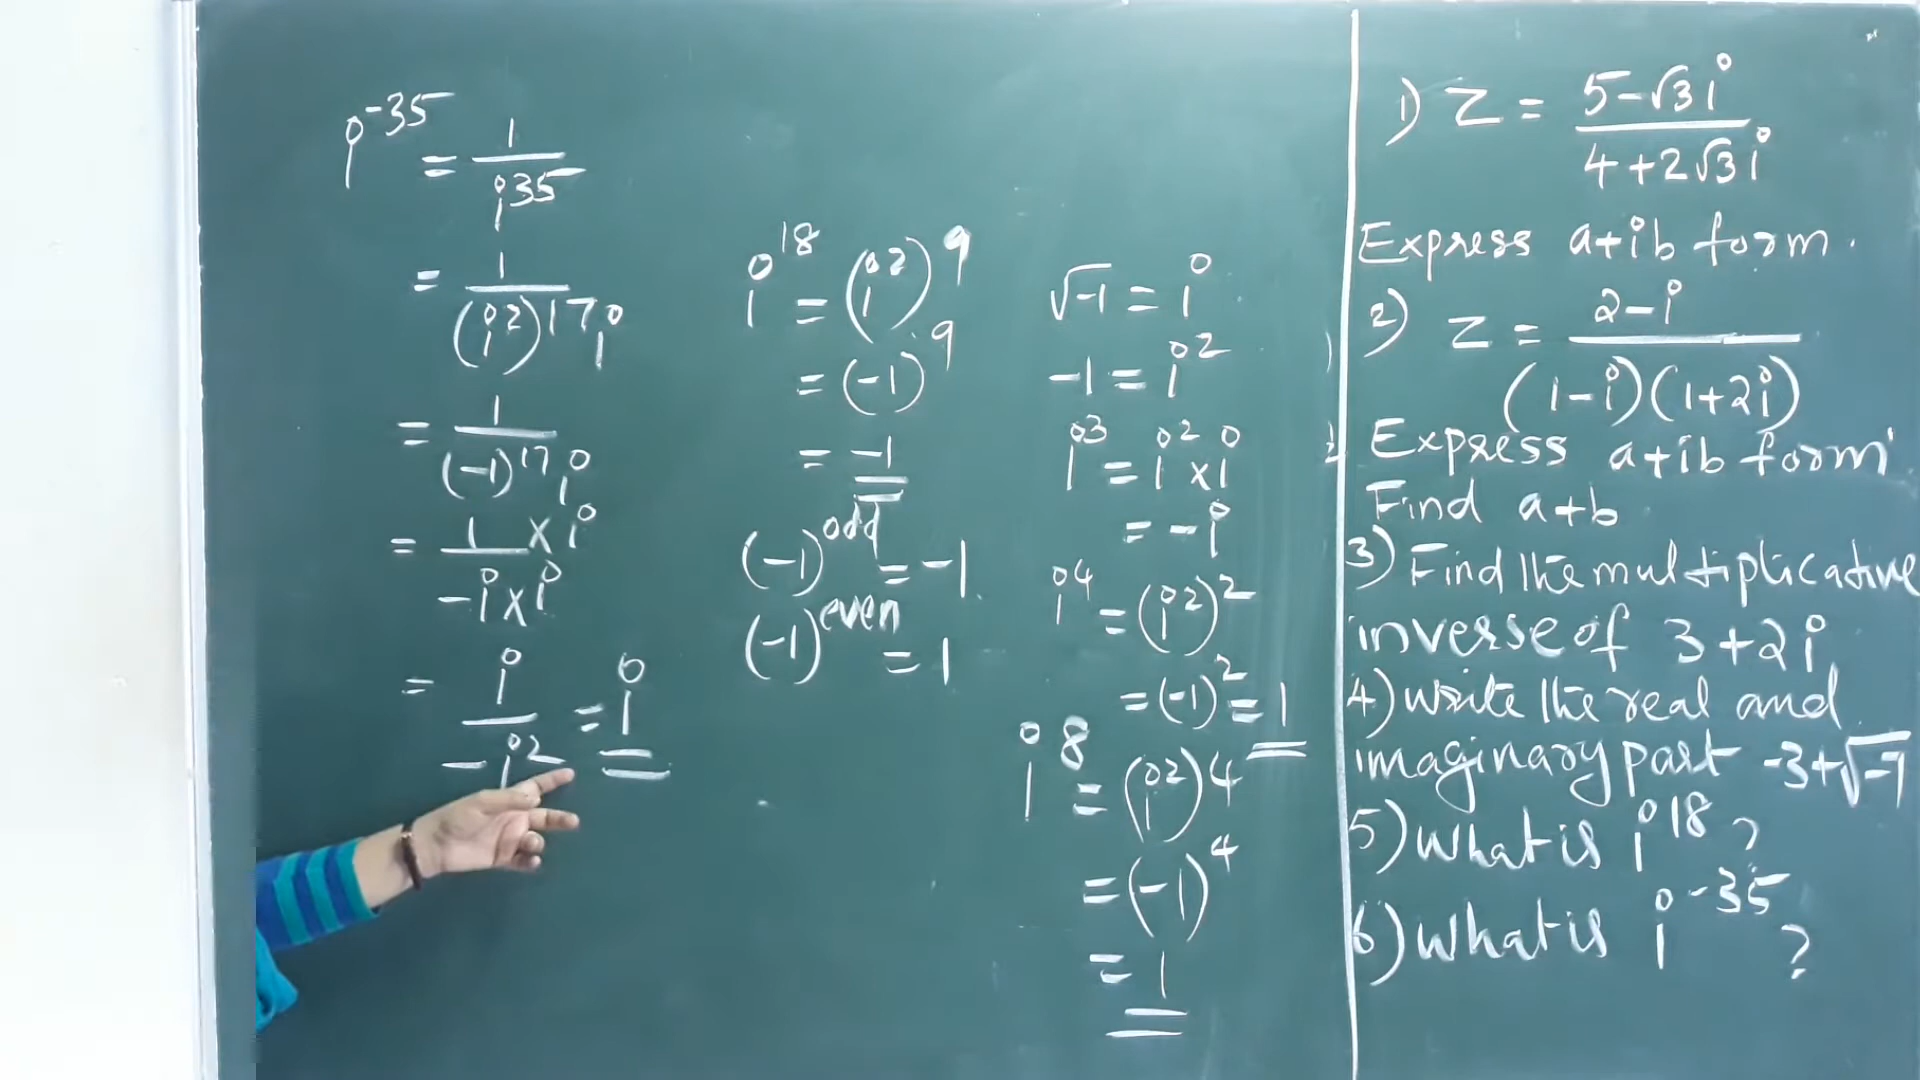 i^-35 = 1/i^35
= 1/(i^2)^17 i
= 1/(-1)^17 i
= 1 × i/-i × i
= i/-i^2 = i
i^18 = (i^2)^9
= (-1)^9
= -1
(-1)^odd = -1
(-1)^even = 1
√-1 = i
-1 = i^2
i^3 = i^2 × i
= -i
i^4 = (i^2)^2
= (-1)^2 = 1
i^8 = (i^2)^4
= (-1)^4
= 1
1) Z = 5-√3i/4+2√3i
Express a+ib form.
2) Z = 2-i/(1-i)(1+2i)
Express a+ib form
Find a+b
3) Find the multiplicative
inverse of 3+2i
4) Write the real and
imaginary part -3+√-7
5) What is i^18 ?
6) What is i^-35 ?